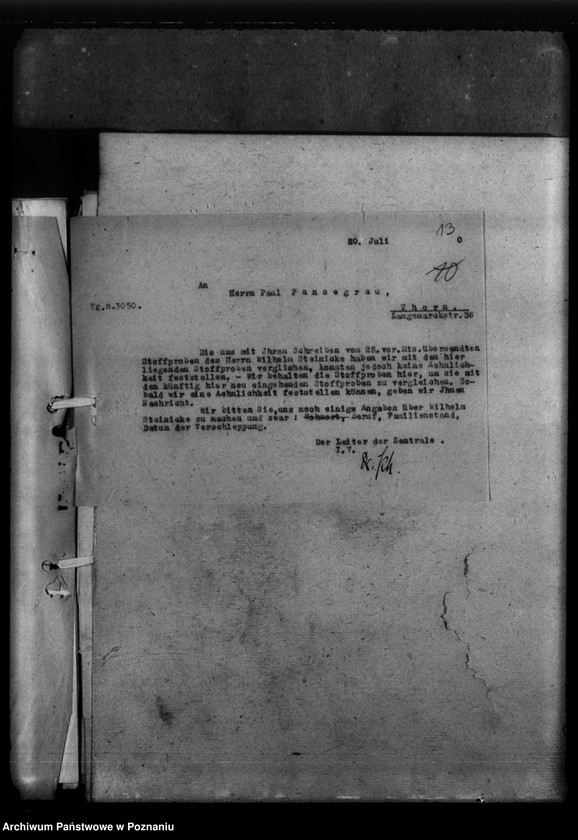 13
20. Juli 0
10
An
Herrn Paul Pansegrau,
Tg.n.3050.
Thorn.
Langemarckstr.36
Die uns mit Jhren Schreiben vom 25.vor.Mts.übersandten
Stoffproben des Herrn Wilhelm Steinicke haben wir mit den hier
liegenden Stoffproben verglichen, konnten jedoch keine Aehnlich-
keit feststellen. - Wir behalten die Stoffproben hier, um sie mit
den künftig hier neu eingehenden Stoffproben zu vergleichen. So-
bald wir eine Aehnlichkeit feststellen können, geben wir Jhnen
Nachricht.
Wir bitten Sie,uns noch einige Angaben über Wilhelm
Steinicke zu machen und zwar : Beruf, Familienstand,
Datum der Verschleppung.
Der Leiter der Zentrale .
I.V.
Archiwum Państwowe w Poznaniu